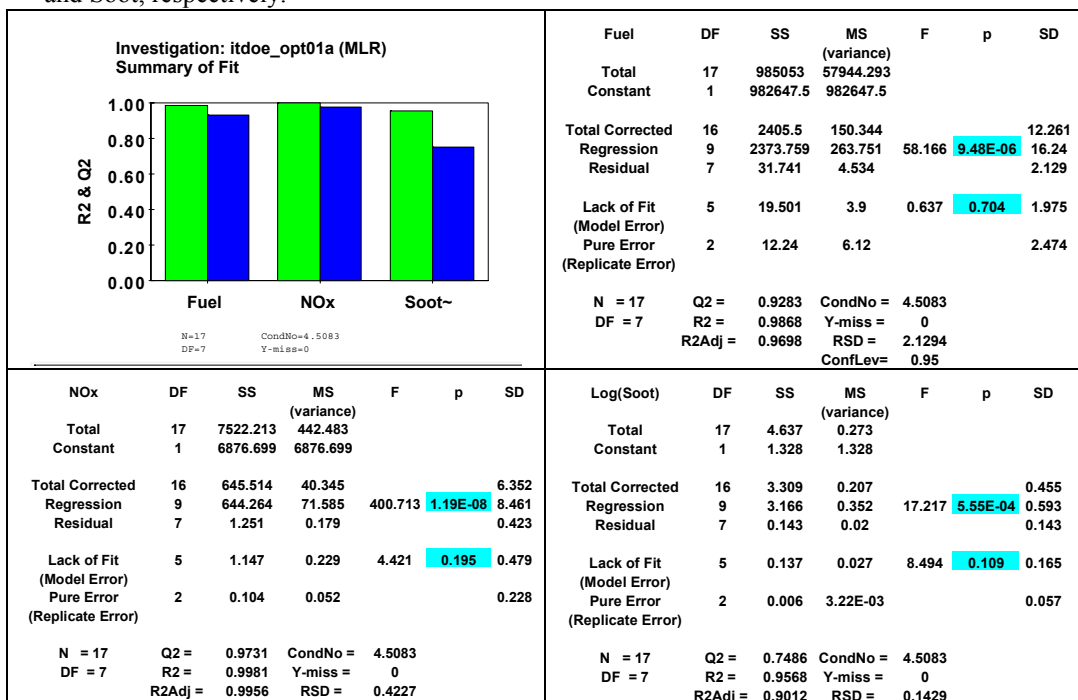 and Soot, respectively.
Investigation: itdoe_opt01a (MLR)
Summary of Fit
1.00
0.80
0.60
0.40
0.20
0.00
R2 & Q2
Fuel NOx Soot~
N=17 CondNo=4.5083
DF=7 Y-miss=0
Fuel DF SS MS F p SD
(variance)
Total 17 985053 57944.293
Constant 1 982647.5 982647.5
Total Corrected 16 2405.5 150.344 12.261
Regression 9 2373.759 263.751 58.166 9.48E-06 16.24
Residual 7 31.741 4.534 2.129
Lack of Fit 5 19.501 3.9 0.637 0.704 1.975
(Model Error)
Pure Error 2 12.24 6.12 2.474
(Replicate Error)
N = 17 Q2 = 0.9283 CondNo = 4.5083
DF = 7 R2 = 0.9868 Y-miss = 0
R2Adj = 0.9698 RSD = 2.1294
ConfLev= 0.95
NOx DF SS MS F p SD
(variance)
Total 17 7522.213 442.483
Constant 1 6876.699 6876.699
Total Corrected 16 645.514 40.345 6.352
Regression 9 644.264 71.585 400.713 1.19E-08 8.461
Residual 7 1.251 0.179 0.423
Lack of Fit 5 1.147 0.229 4.421 0.195 0.479
(Model Error)
Pure Error 2 0.104 0.052 0.228
(Replicate Error)
N = 17 Q2 = 0.9731 CondNo = 4.5083
DF = 7 R2 = 0.9981 Y-miss = 0
R2Adj = 0.9956 RSD = 0.4227
Log(Soot) DF SS MS F p SD
(variance)
Total 17 4.637 0.273
Constant 1 1.328 1.328
Total Corrected 16 3.309 0.207 0.455
Regression 9 3.166 0.352 17.217 5.55E-04 0.593
Residual 7 0.143 0.02 0.143
Lack of Fit 5 0.137 0.027 8.494 0.109 0.165
(Model Error)
Pure Error 2 0.006 3.22E-03 0.057
(Replicate Error)
N = 17 Q2 = 0.7486 CondNo = 4.5083
DF = 7 R2 = 0.9568 Y-miss = 0
R2Adj = 0.9012 RSD = 0.1429